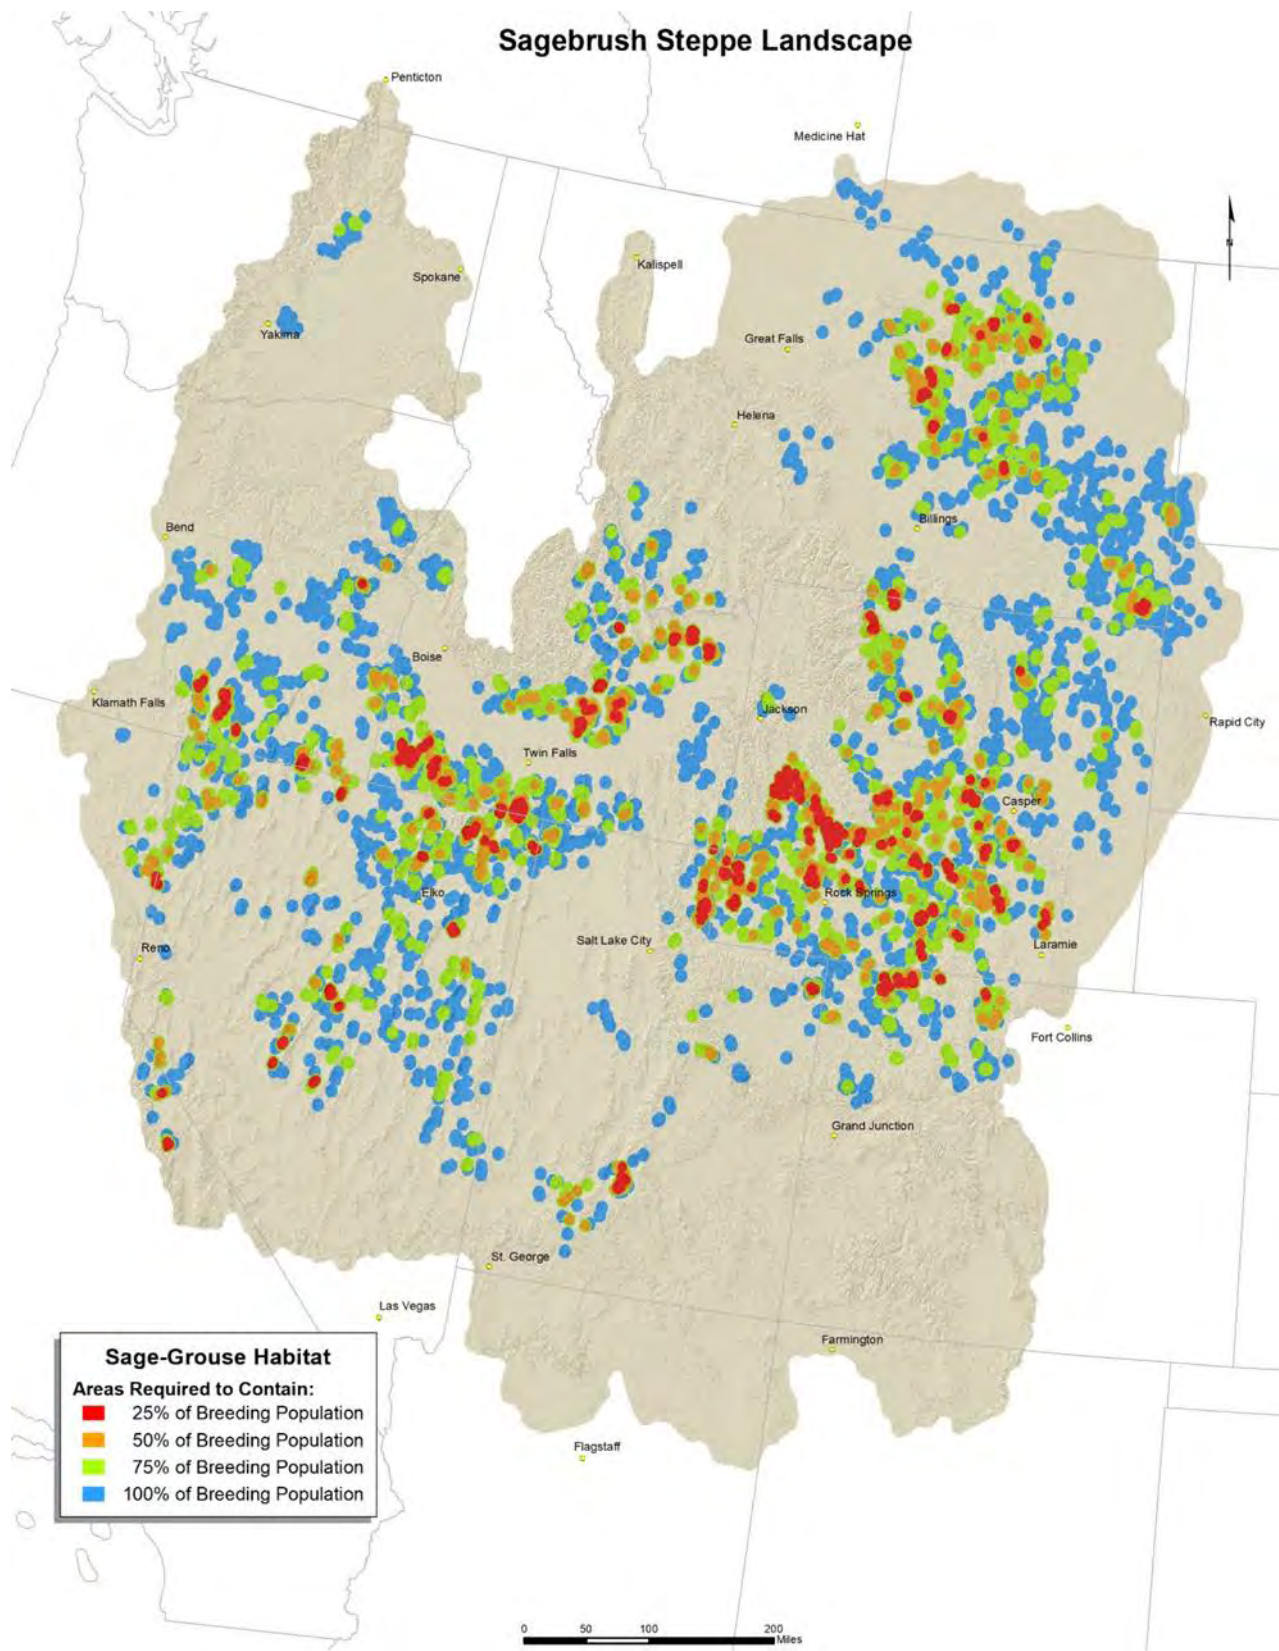 Sagebrush Steppe Landscape
Penticton
Medicine Hat
N
Spokane
Kalispell
Yakima
Great Falls
Helena
Bend
Billings
Boise
Klamath Falls
Jackson
Rapid City
Twin Falls
Casper
Elko
Rock Springs
Reno
Salt Lake City
Laramie
Fort Collins
Grand Junction
St. George
Las Vegas
Farmington
Sage-Grouse Habitat
Areas Required to Contain:
25% of Breeding Population
50% of Breeding Population
75% of Breeding Population
100% of Breeding Population
Flagstaff
0 50 100 200
Miles